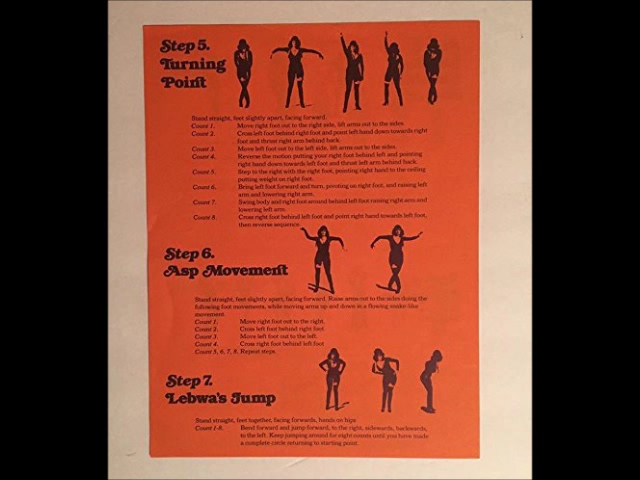 Step 5.
Turning
Point
Stand straight, feet slightly apart, facing forward.
Count 1. Move right foot out to the right side, lift arms out to the sides.
Count 2. Cross left foot behind right foot and point left hand down towards right
foot and thrust right arm behind back.
Count 3. Move left foot out to the left side, lift arms out to the sides.
Count 4. Reverse the motion putting your right foot behind left and pointing
right hand down towards left foot and thrust left arm behind back.
Count 5. Step to the right with the right foot, pointing right hand to the ceiling
putting weight on right foot.
Count 6. Bring left foot forward and turn, pivoting on right foot, and raising left
arm and lowering right arm.
Count 7. Swing body and right foot around behind left foot raising right arm and
lowering left arm.
Count 8. Cross right foot behind left foot and point right hand towards left foot,
then reverse sequence.
Step 6.
Asp Movement
Stand straight, feet slightly apart, facing forward. Raise arms out to the sides doing the
following foot movements, while moving arms up and down in a flowing snake-like
movement.
Count 1. Move right foot out to the right.
Count 2. Cross left foot behind right foot.
Count 3. Move left foot out to the left.
Count 4. Cross right foot behind left foot.
Count 5, 6, 7, 8. Repeat steps.
Step 7.
Lebwa's Jump
Stand straight, feet together, facing forwards, hands on hips
Count 1-8. Bend forward and jump forward, to the right, sidewards, backwards,
to the left. Keep jumping around for eight counts until you have made
a complete circle returning to starting point.